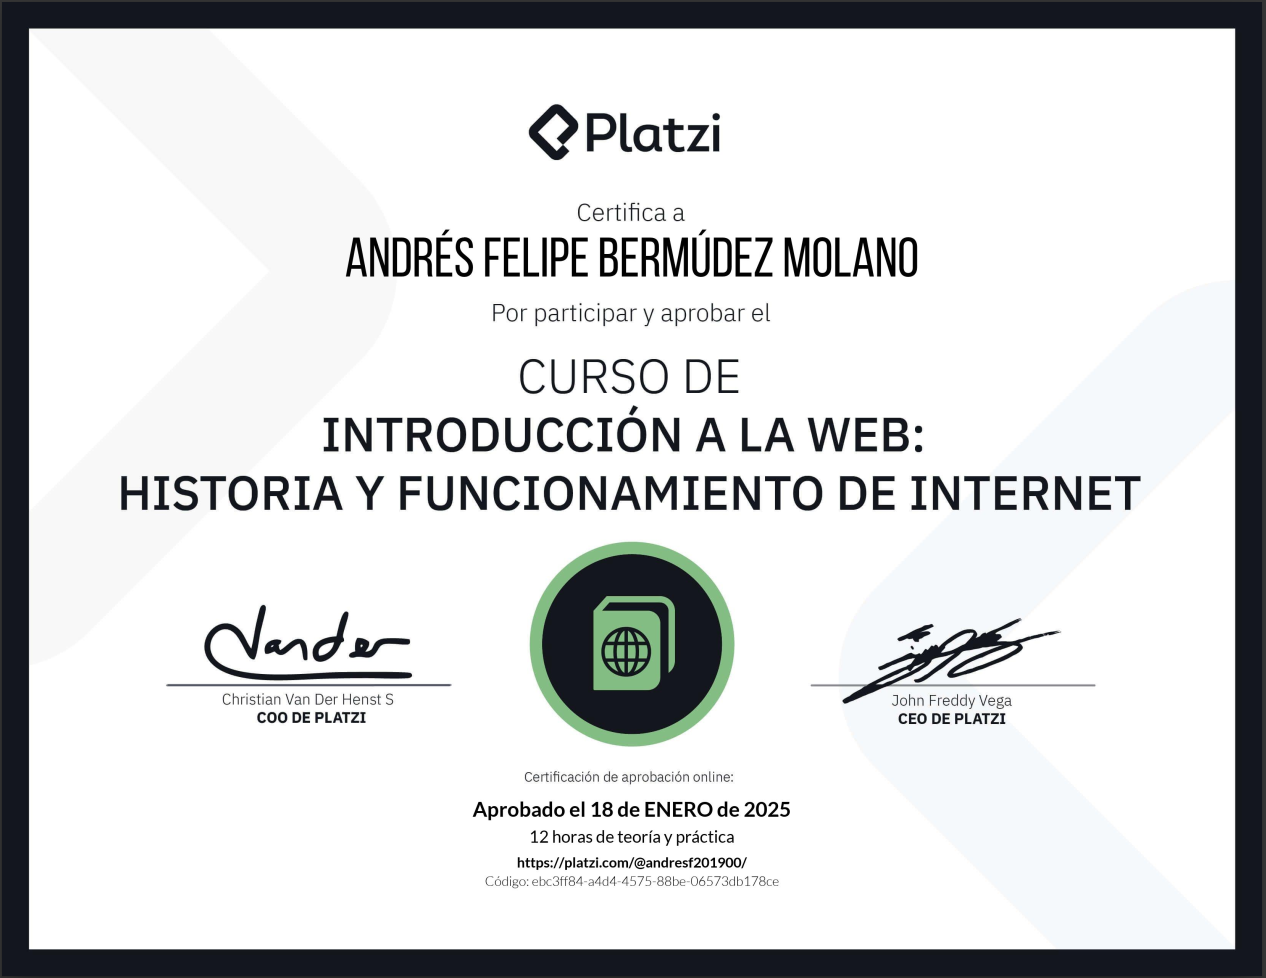 Platzi
Certifica a
ANDRÉS FELIPE BERMÚDEZ MOLANO
Por participar y aprobar el
CURSO DE
INTRODUCCIÓN A LA WEB:
HISTORIA Y FUNCIONAMIENTO DE INTERNET
Vander
Christian Van Der Henst S
COO DE PLATZI
John Freddy Vega
CEO DE PLATZI
Certificación de aprobación online:
Aprobado el 18 de ENERO de 2025
12 horas de teoría y práctica
https://platzi.com/@andresf201900/
Código: ebc3ff84-a4d4-4575-88be-06573db178ce